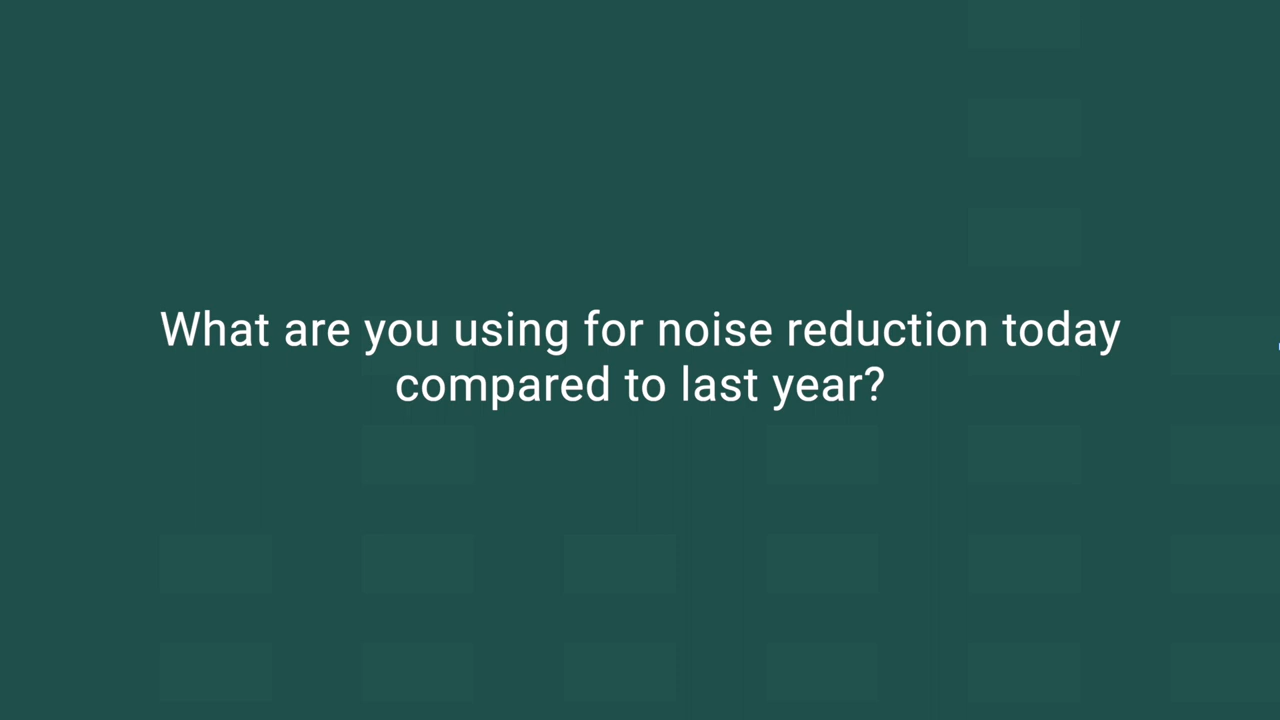 What are you using for noise reduction today
compared to last year?